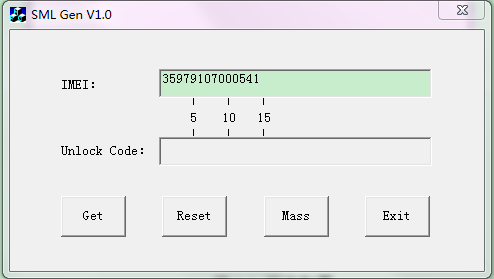 SML Gen V1.0
IMEI: 35979107000541
5 10 15
Unlock Code:
Get Reset Mass Exit